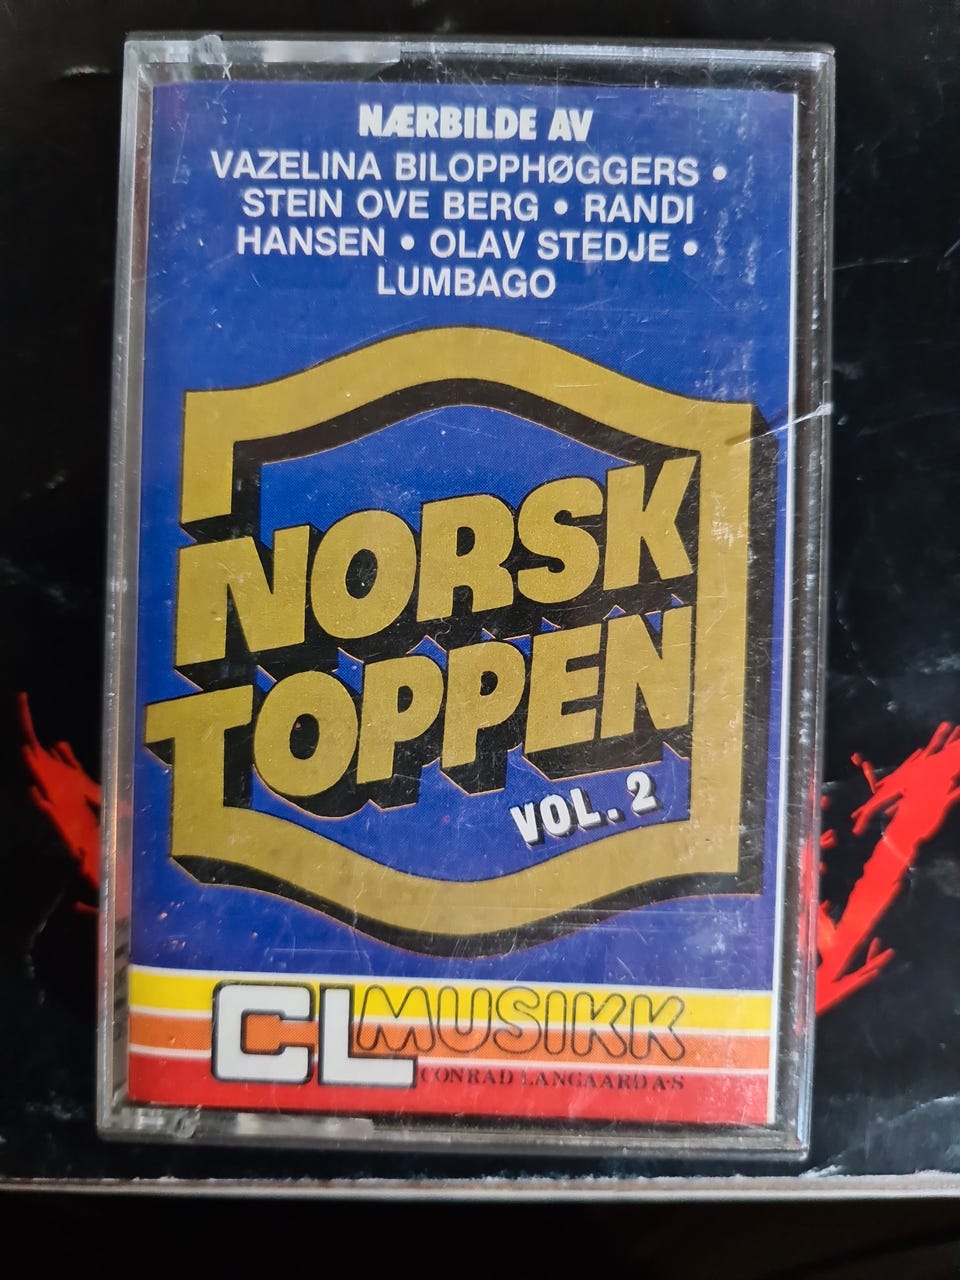 NÆRBILDE AV
VAZELINA BILOPPHØGGERS •
STEIN OVE BERG • RANDI
HANSEN • OLAV STEDJE •
LUMBAGO
NORSK
TOPPEN
VOL. 2
CL MUSIKK
CONRAD LANGAARD A·S